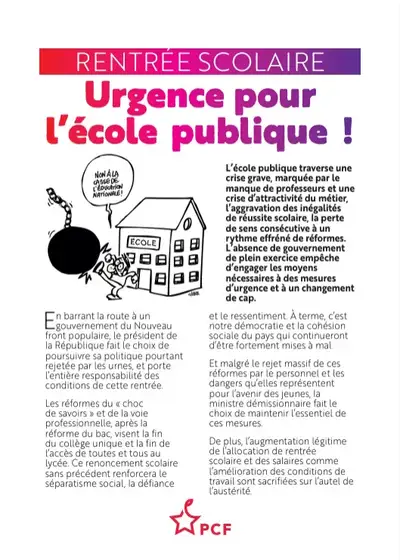 RENTRÉE SCOLAIRE
Urgence pour
l'école publique !
NON À LA
CASSE DE
L'ÉDUCATION
NATIONALE !
ECOLE
L'école publique traverse une
crise grave, marquée par le
manque de professeurs et une
crise d'attractivité du métier,
l'aggravation des inégalités
de réussite scolaire, la perte
de sens consécutive à un
rythme effréné de réformes.
L'absence de gouvernement
de plein exercice empêche
d'engager les moyens
nécessaires à des mesures
d'urgence et à un changement
de cap.
En barrant la route à un
gouvernement du Nouveau
front populaire, le président de
la République fait le choix de
poursuivre sa politique pourtant
rejetée par les urnes, et porte
l'entière responsabilité des
conditions de cette rentrée.
Les réformes du « choc
de savoirs » et de la voie
professionnelle, après la
réforme du bac, visent la fin
du collège unique et la fin de
l'accès de toutes et tous au
lycée. Ce renoncement scolaire
sans précédent renforcer le
séparatisme social, la défiance
et le ressentiment. À terme, c'est
notre démocratie et la cohésion
sociale du pays qui continueront
d'être fortement mises à mal.
Et malgré le rejet massif de ces
réformes par le personnel et les
dangers qu'elles représentent
pour l'avenir des jeunes, la
ministre démissionnaire fait le
choix de maintenir l'essentiel de
ces mesures.
De plus, l'augmentation légitime
de l'allocation de rentrée
scolaire et des salaires comme
l'amélioration des conditions de
travail sont sacrifiées sur l'autel de
l'austérité.
PCF